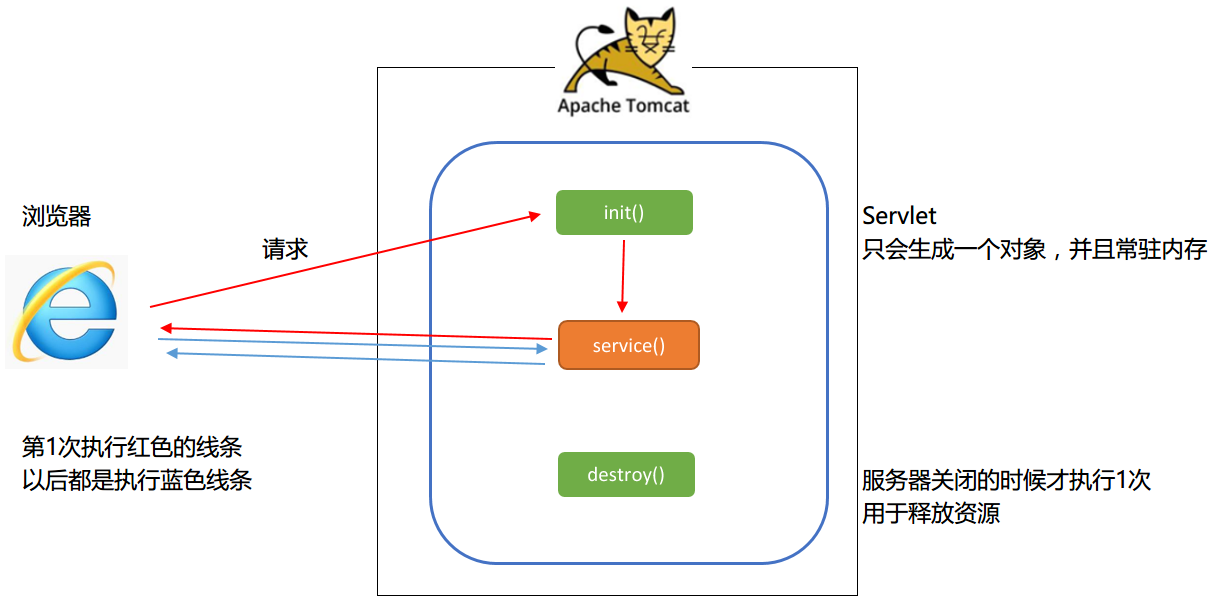 Apache Tomcat
init()
浏览器
Servlet
请求
只会生成一个对象，并且常驻内存
service()
第1次执行红色的线条
以后都是执行蓝色线条
destroy()
服务器关闭的时候才执行1次
用于释放资源